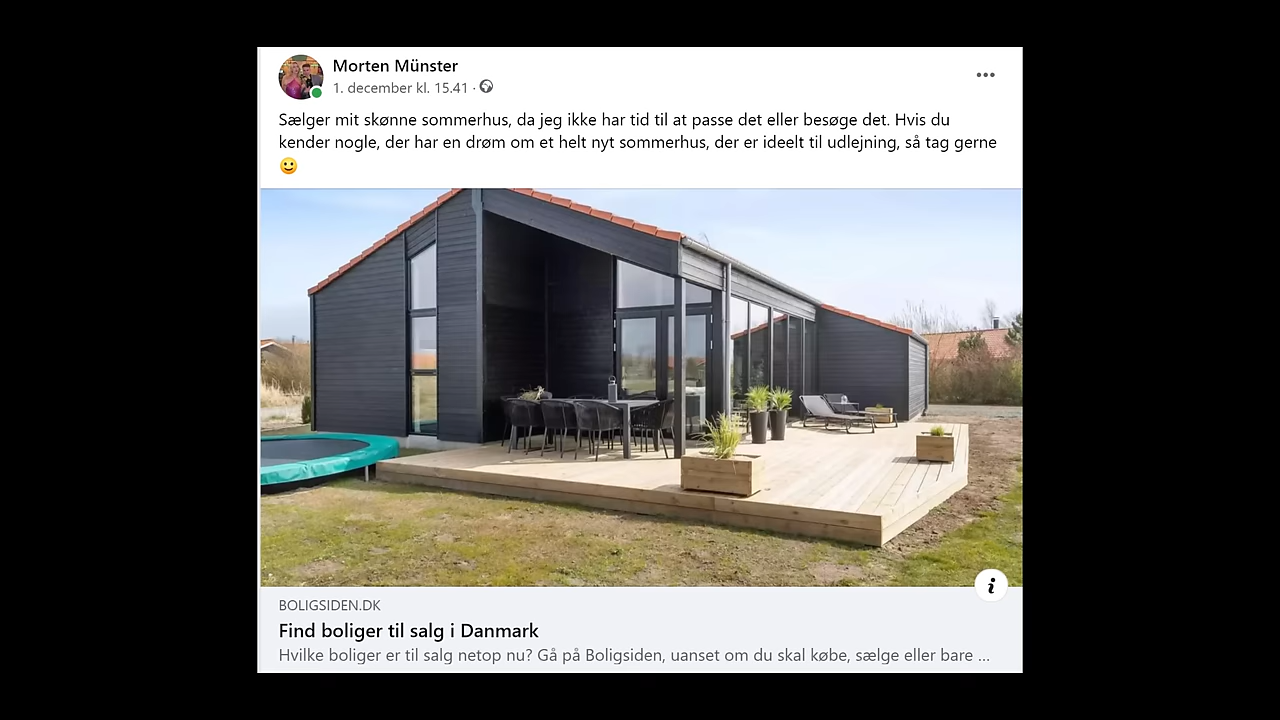 Morten Münster
1. december kl. 15.41 ·
Sælger mit skønne sommerhus, da jeg ikke har tid til at passe det eller besøge det. Hvis du
kender nogle, der har en drøm om et helt nyt sommerhus, der er ideelt til udlejning, så tag gerne
🙂
BOLIGSIDEN.DK
Find boliger til salg i Danmark
Hvilke boliger er til salg netop nu? Gå på Boligsiden, uanset om du skal købe, sælge eller bare ...